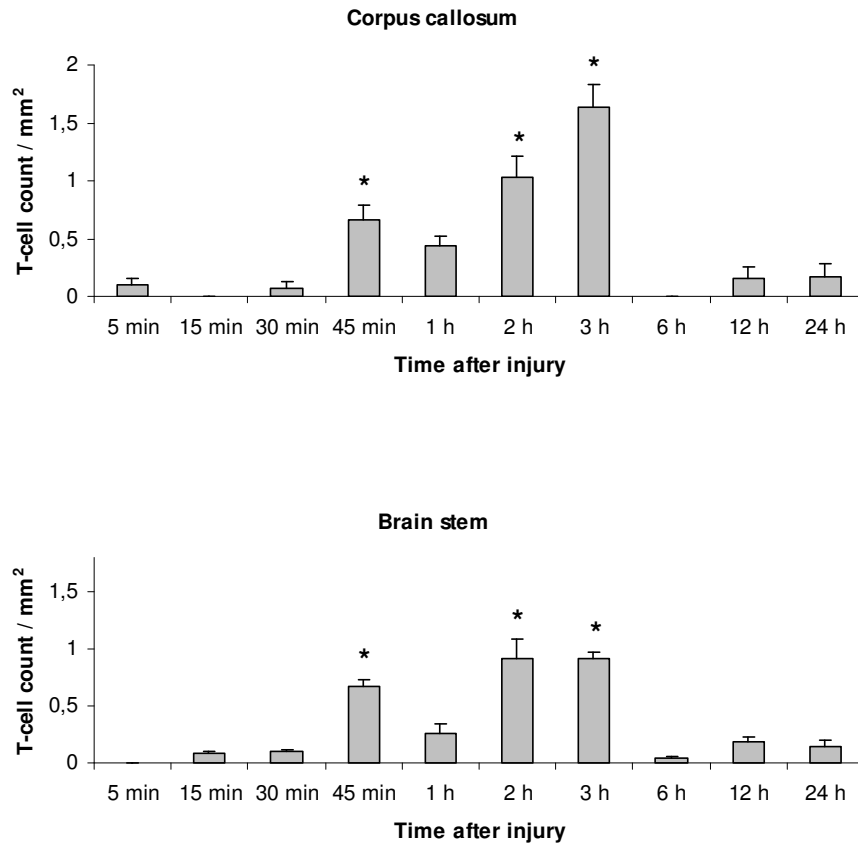 Corpus callosum
T-cell count / mm²
2
1,5
1
0,5
0
*
*
*
5 min 15 min 30 min 45 min 1 h 2 h 3 h 6 h 12 h 24 h
Time after injury
Brain stem
T-cell count / mm²
1,5
1
0,5
0
*
*
*
5 min 15 min 30 min 45 min 1 h 2 h 3 h 6 h 12 h 24 h
Time after injury